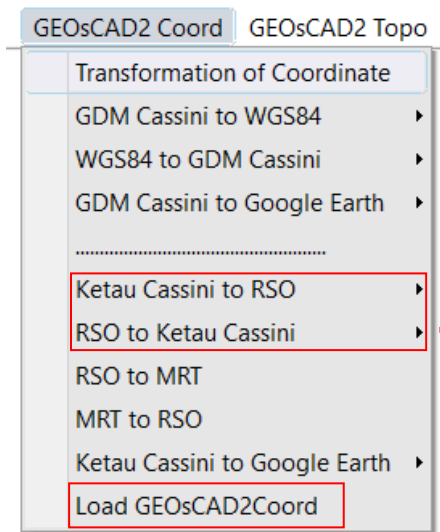 GEOsCAD2 Coord GEOsCAD2 Topo
Transformation of Coordinate
GDM Cassini to WGS84
WGS84 to GDM Cassini
GDM Cassini to Google Earth
...................................................
Ketau Cassini to RSO
RSO to Ketau Cassini
RSO to MRT
MRT to RSO
Ketau Cassini to Google Earth
Load GEOsCAD2Coord